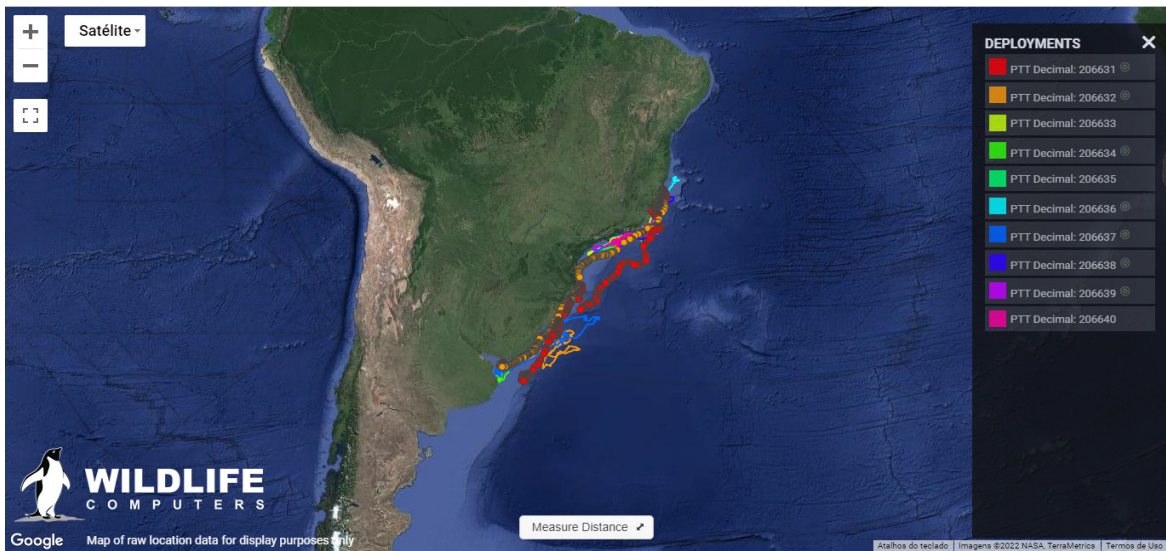 +
Satélite
−
DEPLOYMENTS ×
PTT Decimal: 206631
PTT Decimal: 206632
PTT Decimal: 206633
PTT Decimal: 206634
PTT Decimal: 206635
PTT Decimal: 206636
PTT Decimal: 206637
PTT Decimal: 206638
PTT Decimal: 206639
PTT Decimal: 206640
WILDLIFE
COMPUTERS
Measure Distance
Google Map of raw location data for display purposes only
Atalhos do teclado Imagens ©2022 NASA, TerraMetrics Termos de Uso